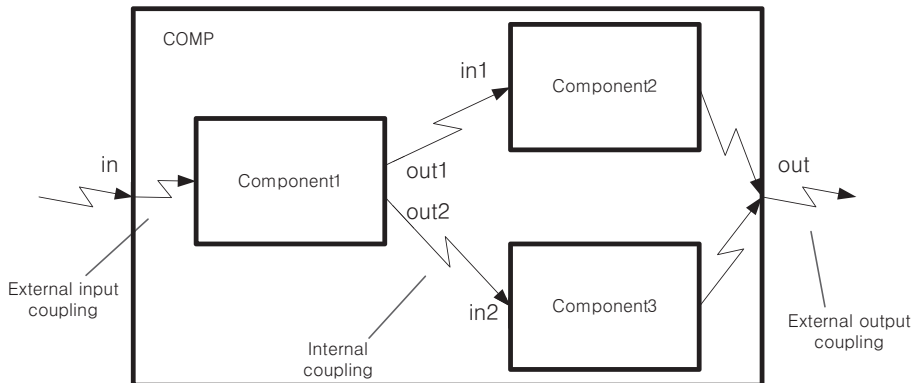 COMP
in1
Component2
in
Component1
out1
out
out2
External input
coupling
in2
Component3
Internal
coupling
External output
coupling